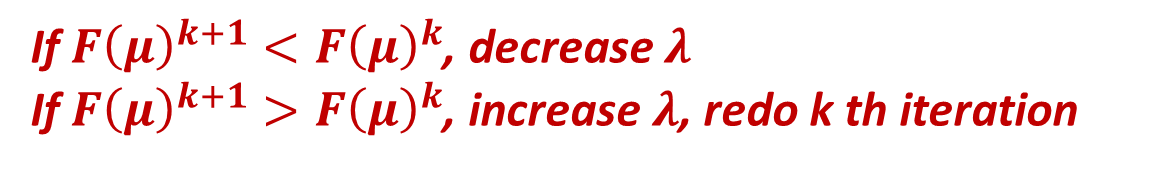 If F(μ)^{k+1} < F(μ)^k, decrease λ
If F(μ)^{k+1} > F(μ)^k, increase λ, redo k th iteration